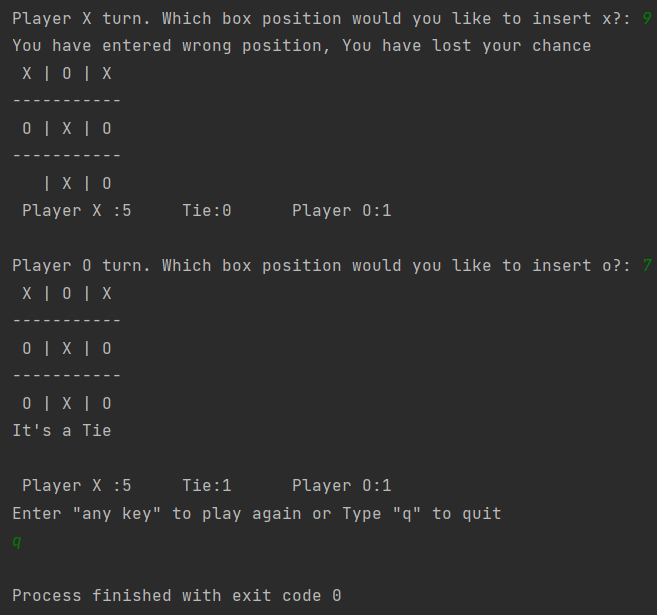 Player X turn. Which box position would you like to insert x?: 9
You have entered wrong position, You have lost your chance
X | O | X
-----------
O | X | O
-----------
  | X | O
Player X :5     Tie:0      Player O:1
Player O turn. Which box position would you like to insert o?: 7
X | O | X
-----------
O | X | O
-----------
O | X | O
It's a Tie
Player X :5     Tie:1      Player O:1
Enter "any key" to play again or Type "q" to quit
q
Process finished with exit code 0